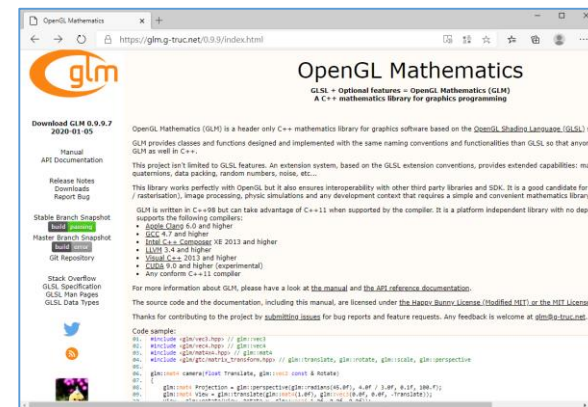 OpenGL Mathematics
https://glm.g-truc.net/0.9.9/index.html
glm
Download GLM 0.9.9.7
2020-01-05
Manual
API Documentation
Release Notes
Downloads
Report Bug
Stable Branch Snapshot
build passing
Master Branch Snapshot
build error
Git Repository
Stack Overflow
GLSL Specification
GLSL Man Pages
GLSL Data Types
OpenGL Mathematics
GLSL + Optional features = OpenGL Mathematics (GLM)
A C++ mathematics library for graphics programming
OpenGL Mathematics (GLM) is a header only C++ mathematics library for graphics software based on the OpenGL Shading Language (GLSL)
GLM provides classes and functions designed and implemented with the same naming conventions and functionalities than GLSL so that anyon
GLM as well in C++.
This project isn't limited to GLSL features. An extension system, based on the GLSL extension conventions, provides extended capabilities: ma
quaternions, data packing, random numbers, noise, etc...
This library works perfectly with OpenGL but it also ensures interoperability with other third party libraries and SDK. It is a good candidate for
/ rasterisation), image processing, physic simulations and any development context that requires a simple and convenient mathematics library
GLM is written in C++98 but can take advantage of C++11 when supported by the compiler. It is a platform independent library with no dep
supports the following compilers:
• Apple Clang 6.0 and higher
• GCC 4.7 and higher
• Intel C++ Composer XE 2013 and higher
• LLVM 3.4 and higher
• Visual C++ 2013 and higher
• CUDA 9.0 and higher (experimental)
• Any conform C++11 compiler
For more information about GLM, please have a look at the manual and the API reference documentation.
The source code and the documentation, including this manual, are licensed under the Happy Bunny License (Modified MIT) or the MIT License
Thanks for contributing to the project by submitting issues for bug reports and feature requests. Any feedback is welcome at glm@g-truc.net.
Code sample:
01. #include <glm/vec3.hpp> // glm::vec3
02. #include <glm/vec4.hpp> // glm::vec4
03. #include <glm/mat4x4.hpp> // glm::mat4
04. #include <glm/gtc/matrix_transform.hpp> // glm::translate, glm::rotate, glm::scale, glm::perspective
05.
06. glm::mat4 camera(float Translate, glm::vec2 const & Rotate)
07. {
08. glm::mat4 Projection = glm::perspective(glm::radians(45.0f), 4.0f / 3.0f, 0.1f, 100.f);
09. glm::mat4 View = glm::translate(glm::mat4(1.0f), glm::vec3(0.0f, 0.0f, -Translate));